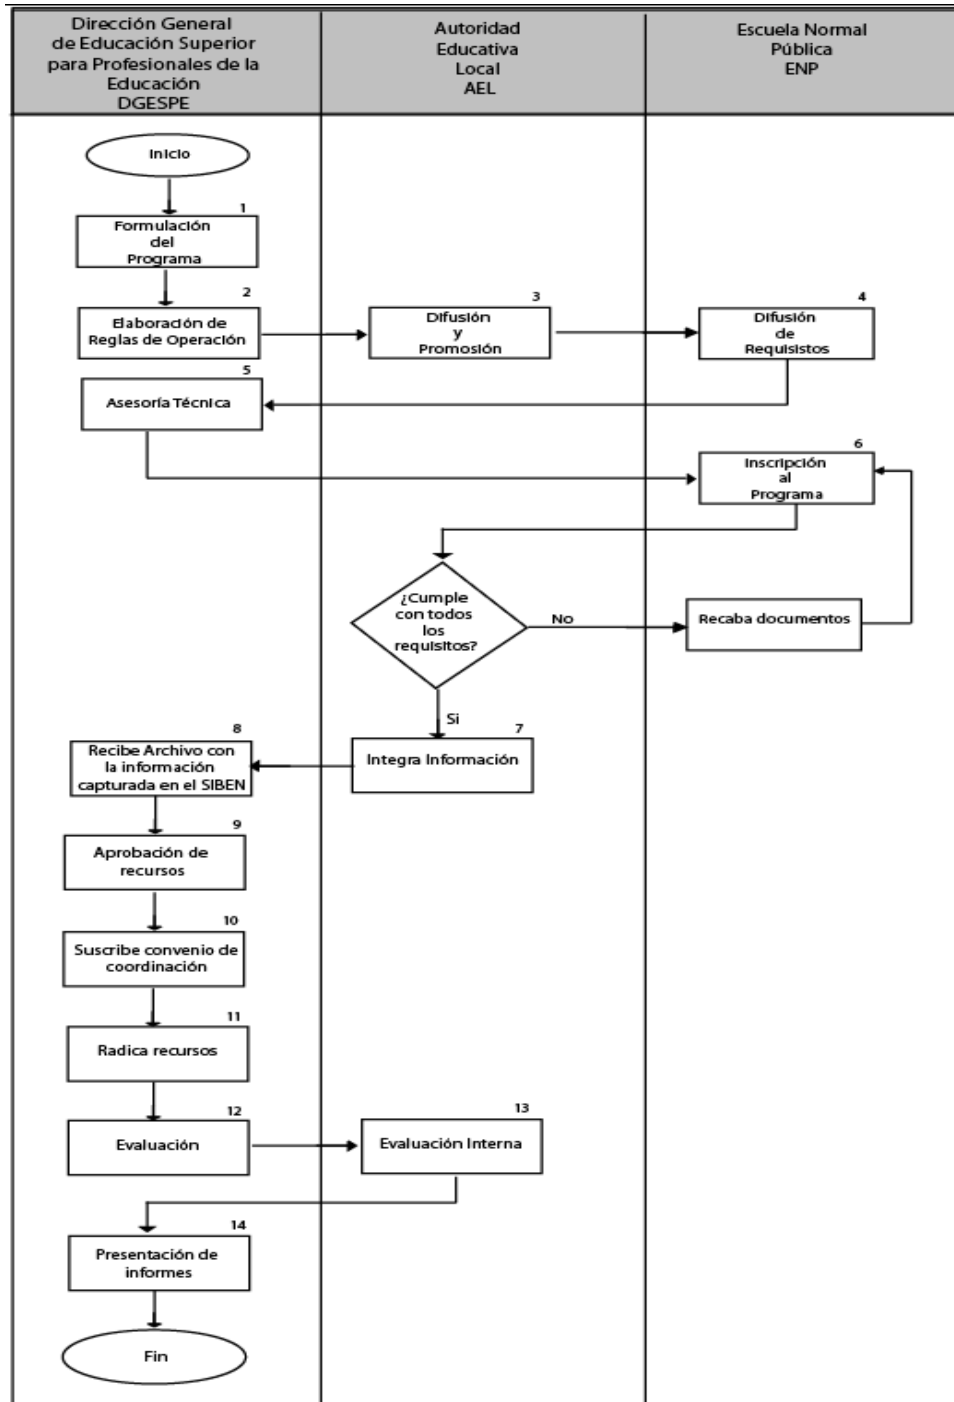 Dirección General
de Educación Superior
para Profesionales de la
Educación
DGESPE
Autoridad
Educativa
Local
AEL
Escuela Normal
Pública
ENP
Inicio
1
Formulación
del
Programa
2
Elaboración de
Reglas de Operación
3
Difusión
y
Promosión
4
Difusión
de
Requisistos
5
Asesoría Técnica
6
Inscripción
al
Programa
¿Cumple
con todos
los
requisitos?
No
Recaba documentos
Si
7
Integra Información
8
Recibe Archivo con
la información
capturada en el SIBEN
9
Aprobación de
recursos
10
Suscribe convenio de
coordinación
11
Radica recursos
12
Evaluación
13
Evaluación Interna
14
Presentación de
informes
Fin